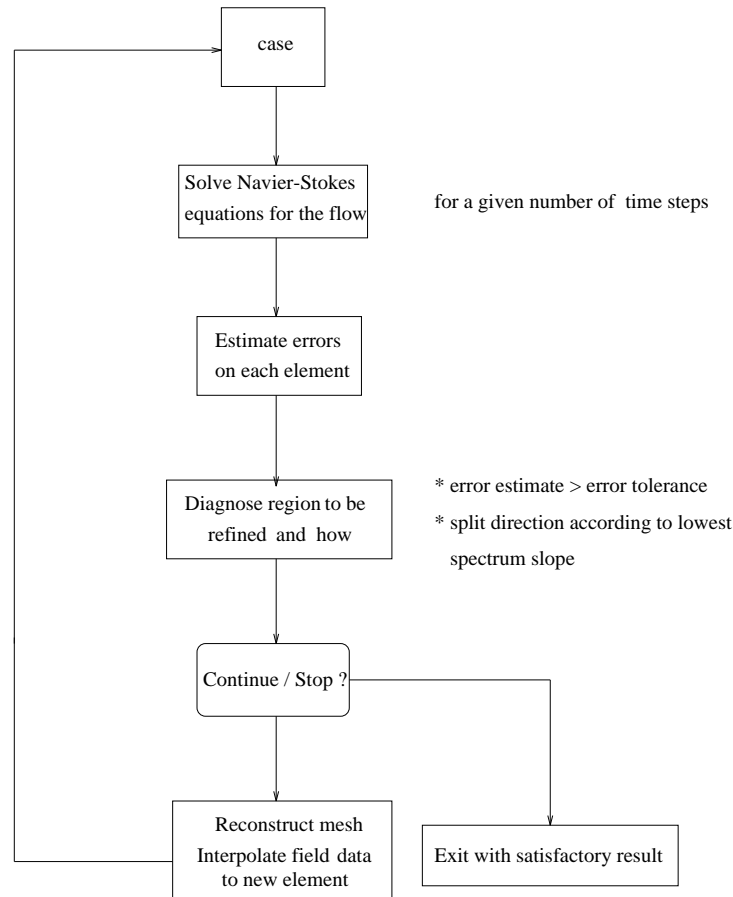 case
Solve Navier-Stokes
equations for the flow
for a given number of time steps
Estimate errors
on each element
Diagnose region to be
refined and how
* error estimate > error tolerance
* split direction according to lowest
spectrum slope
Continue / Stop ?
Reconstruct mesh
Interpolate field data
to new element
Exit with satisfactory result